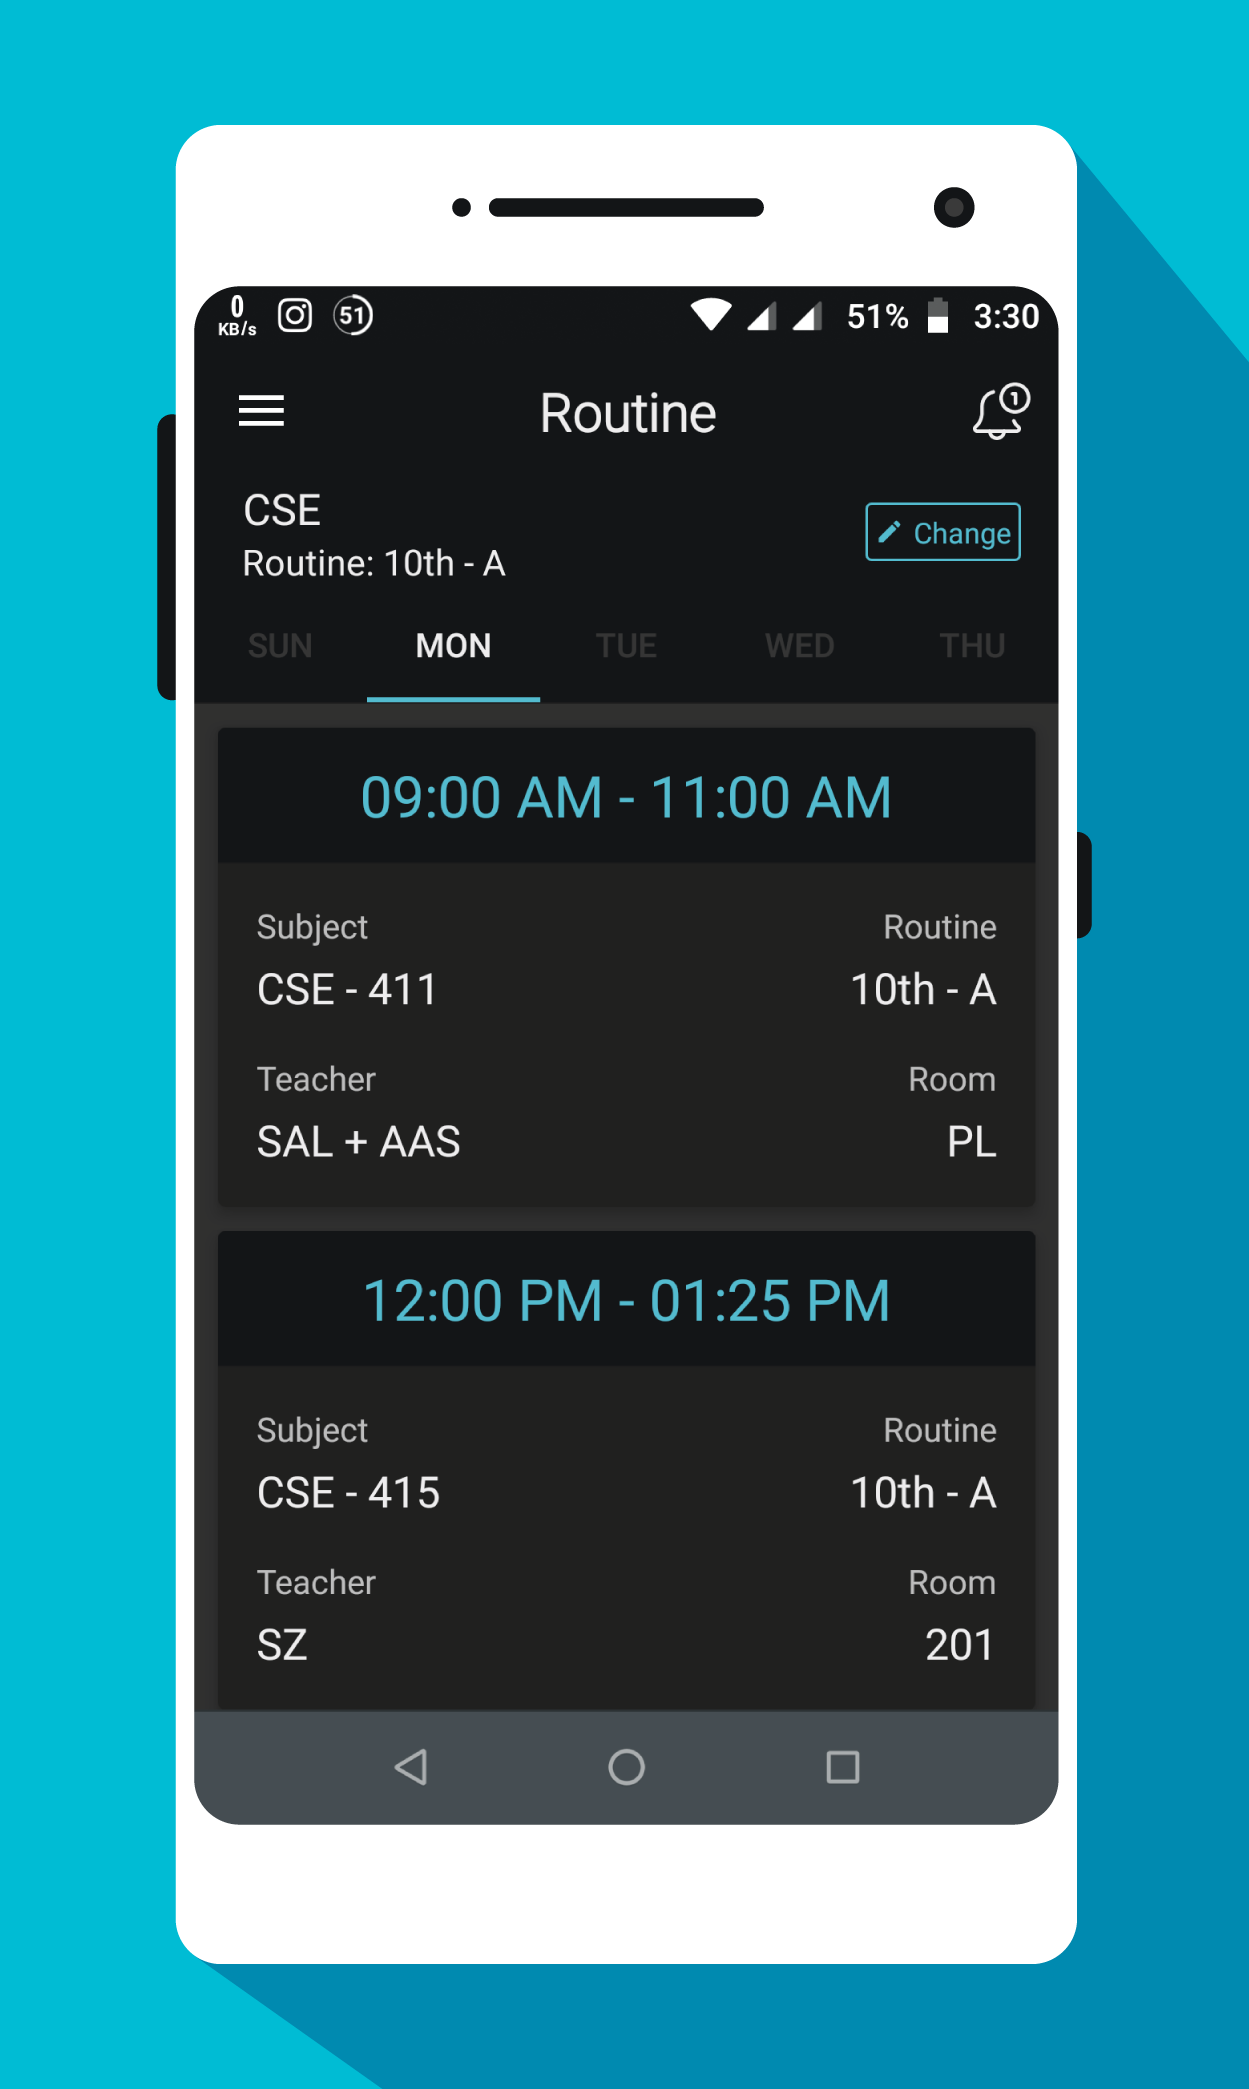 0
KB/s 51 51% 3:30
Routine 1
CSE
Routine: 10th - A
Change
SUN MON TUE WED THU
09:00 AM - 11:00 AM
Subject Routine
CSE - 411 10th - A
Teacher Room
SAL + AAS PL
12:00 PM - 01:25 PM
Subject Routine
CSE - 415 10th - A
Teacher Room
SZ 201